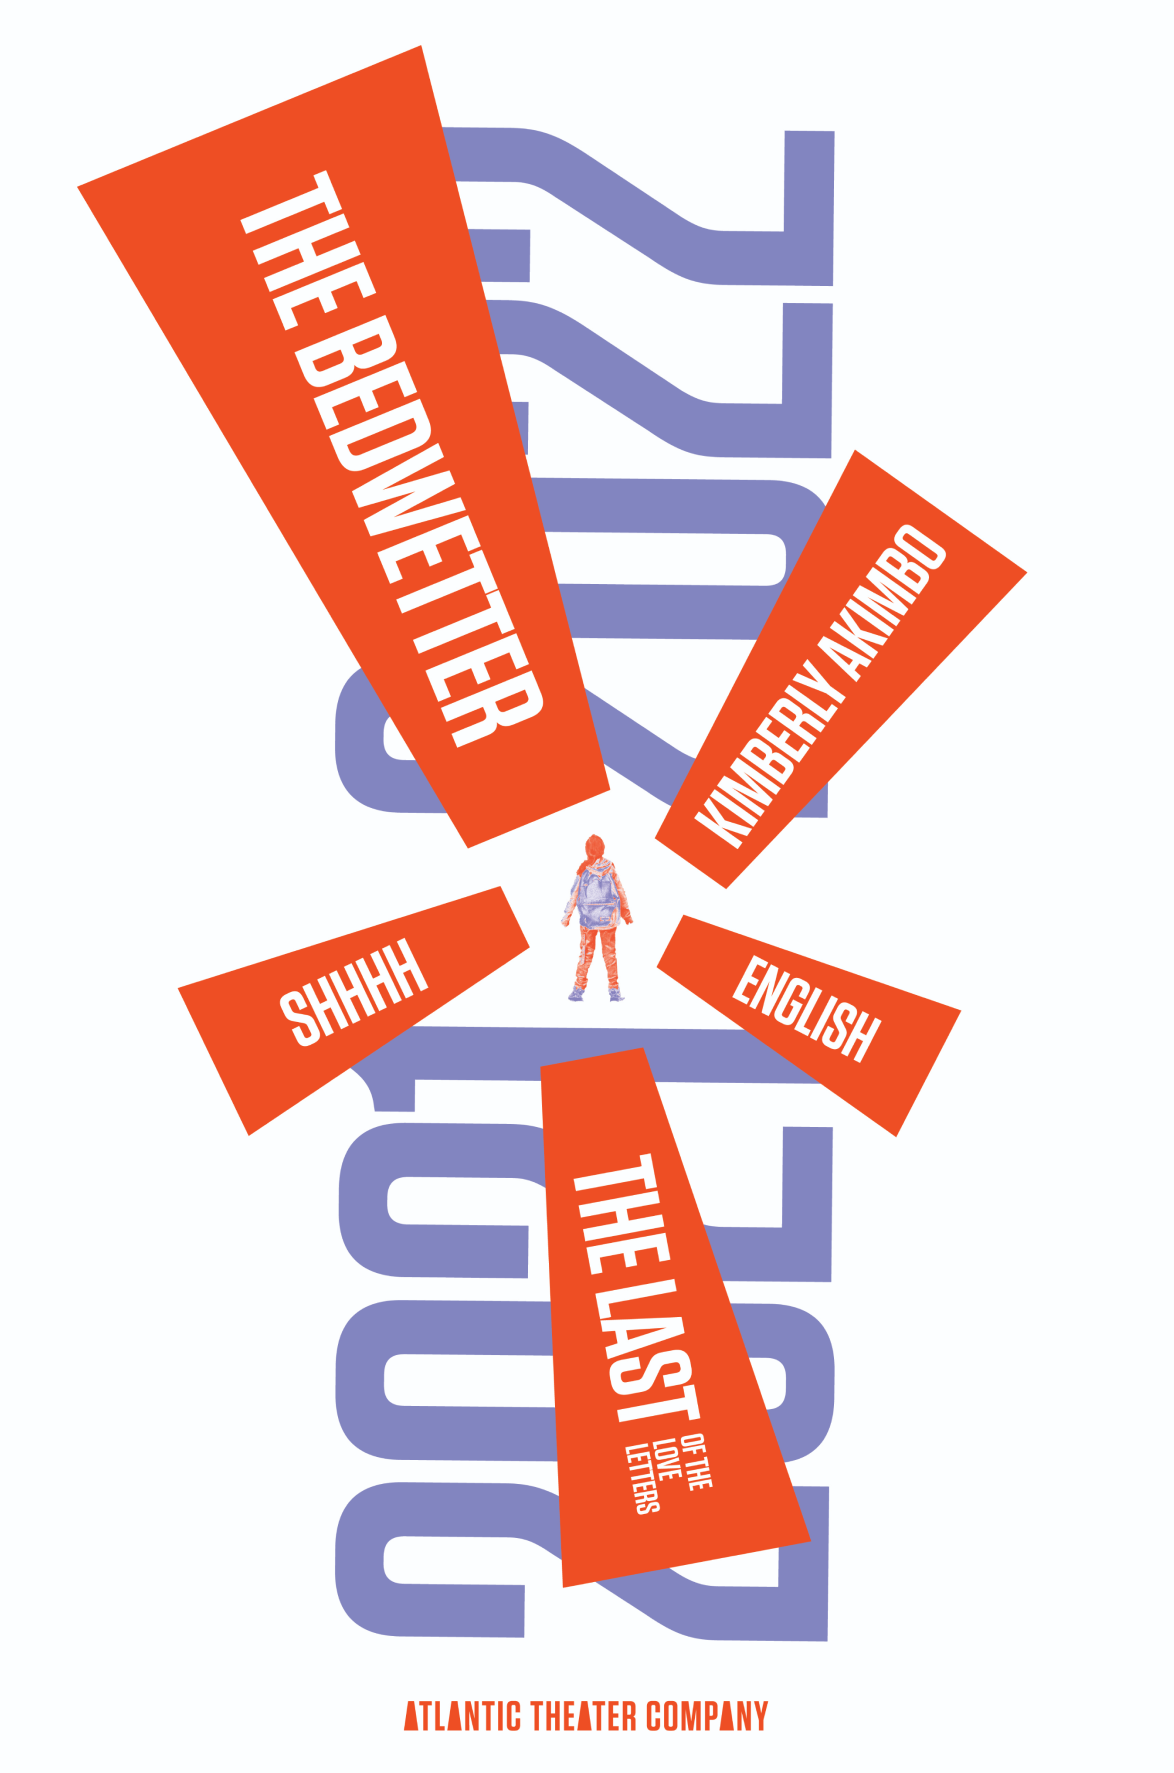 THE BEDWETTER
KIMBERLY AKIMBO
SHHHH
ENGLISH
THE LAST
OF THE
LOVE
LETTERS
2021 2022
ATLANTIC THEATER COMPANY